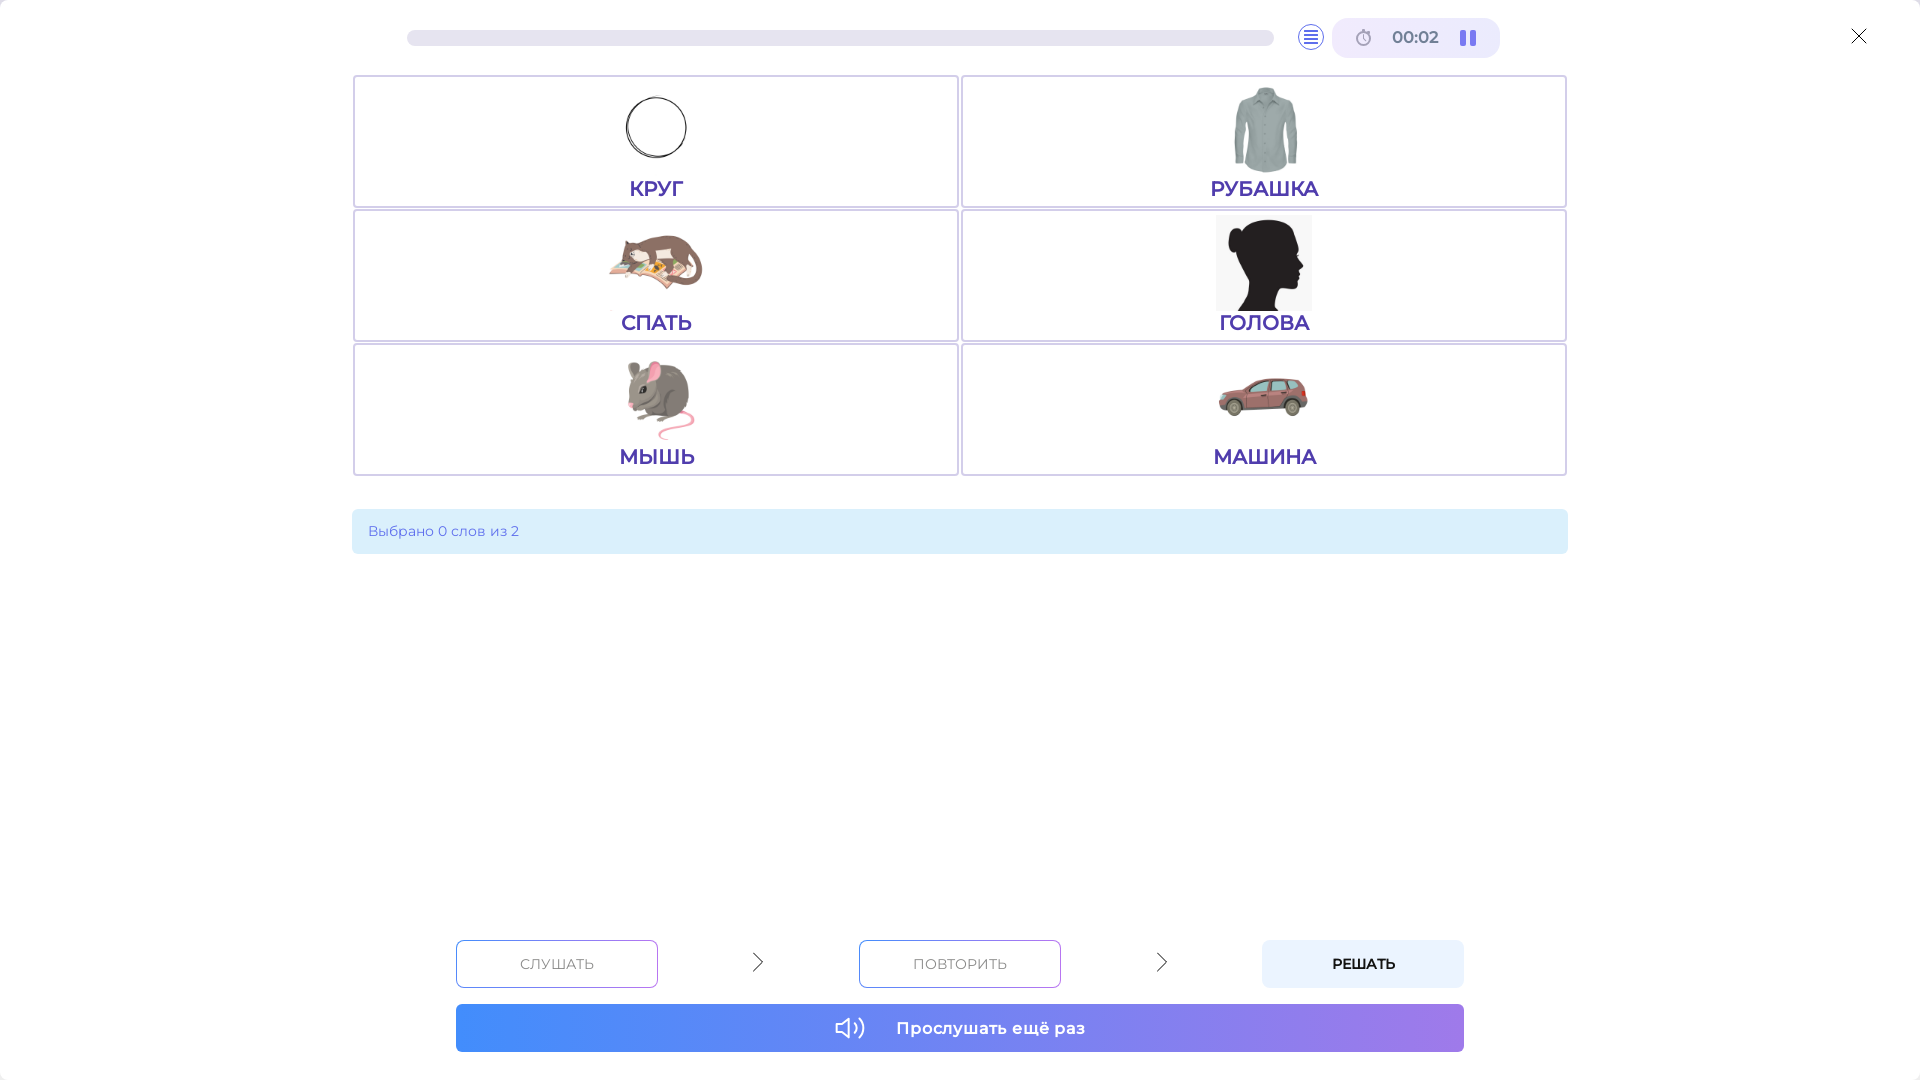 00:02
КРУГ
РУБАШКА
СПАТЬ
ГОЛОВА
МЫШЬ
МАШИНА
Выбрано 0 слов из 2
СЛУШАТЬ
ПОВТОРИТЬ
РЕШАТЬ
Прослушать ещё раз